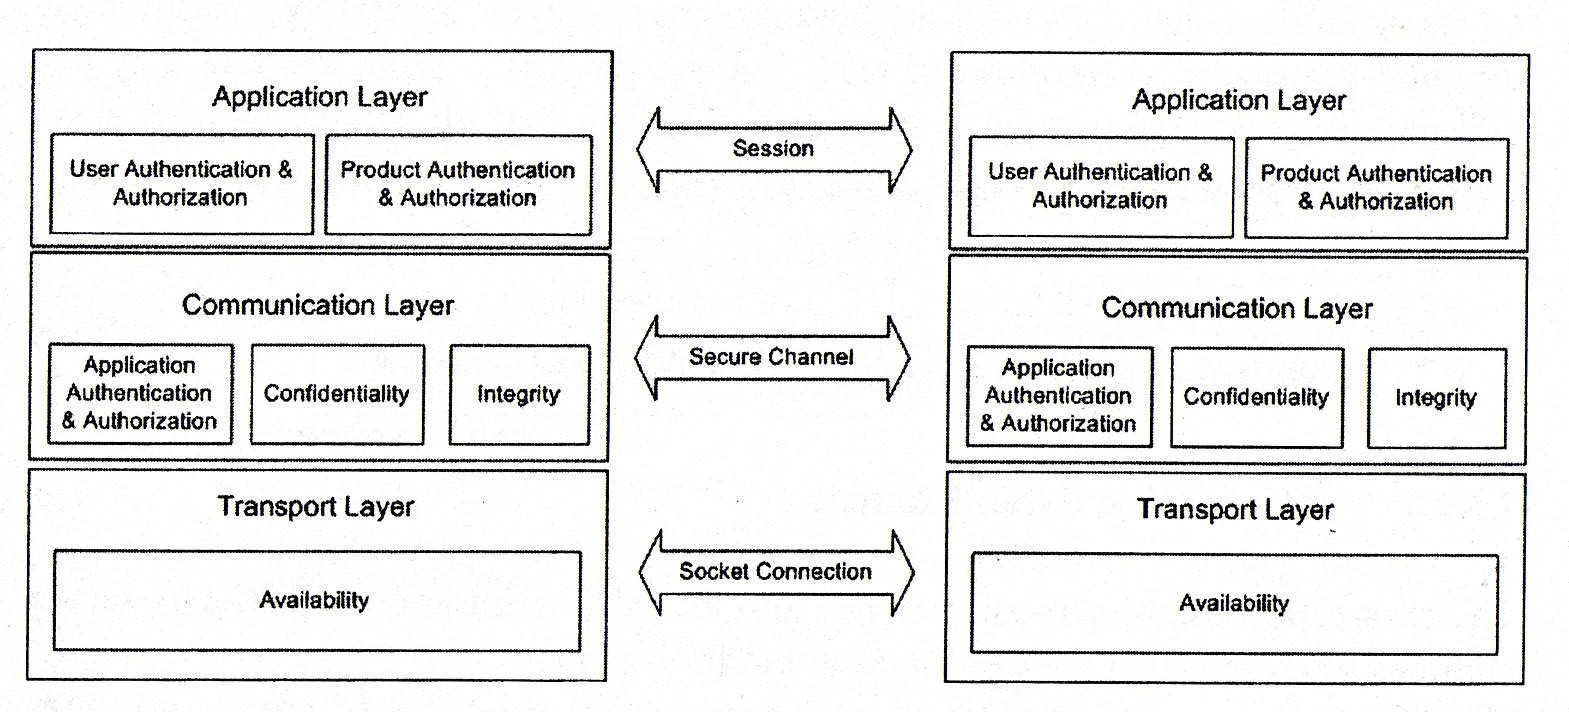 Application Layer
User Authentication &
Authorization
Product Authentication
& Authorization
Session
Application Layer
User Authentication &
Authorization
Product Authentication
& Authorization
Communication Layer
Application
Authentication
& Authorization
Confidentiality
Integrity
Secure Channel
Communication Layer
Application
Authentication
& Authorization
Confidentiality
Integrity
Transport Layer
Availability
Socket Connection
Transport Layer
Availability